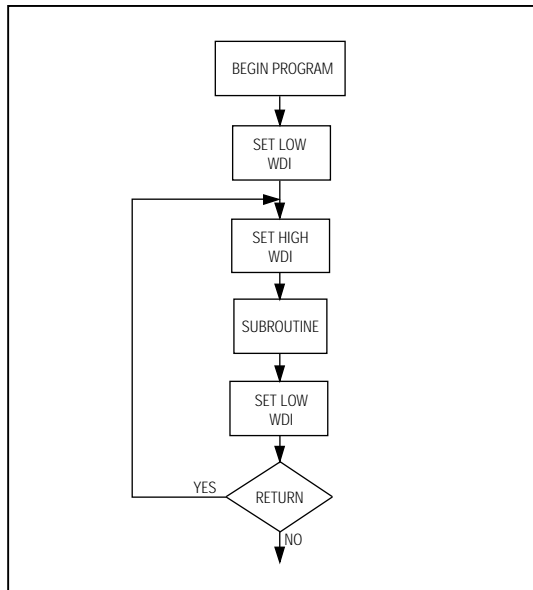 BEGIN PROGRAM
SET LOW
WDI
SET HIGH
WDI
SUBROUTINE
SET LOW
WDI
YES
RETURN
NO